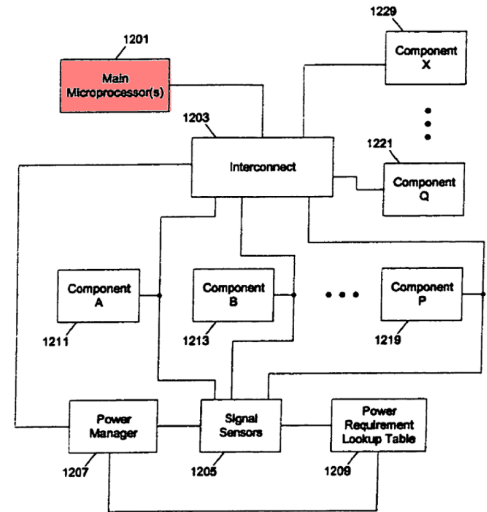 1201
Main
Microprocessor(s)
1229
Component
X
1203
Interconnect
1221
Component
Q
Component
A
1211
Component
B
1213
Component
P
1219
Power
Manager
1207
Signal
Sensors
1205
Power
Requirement
Lookup Table
1209